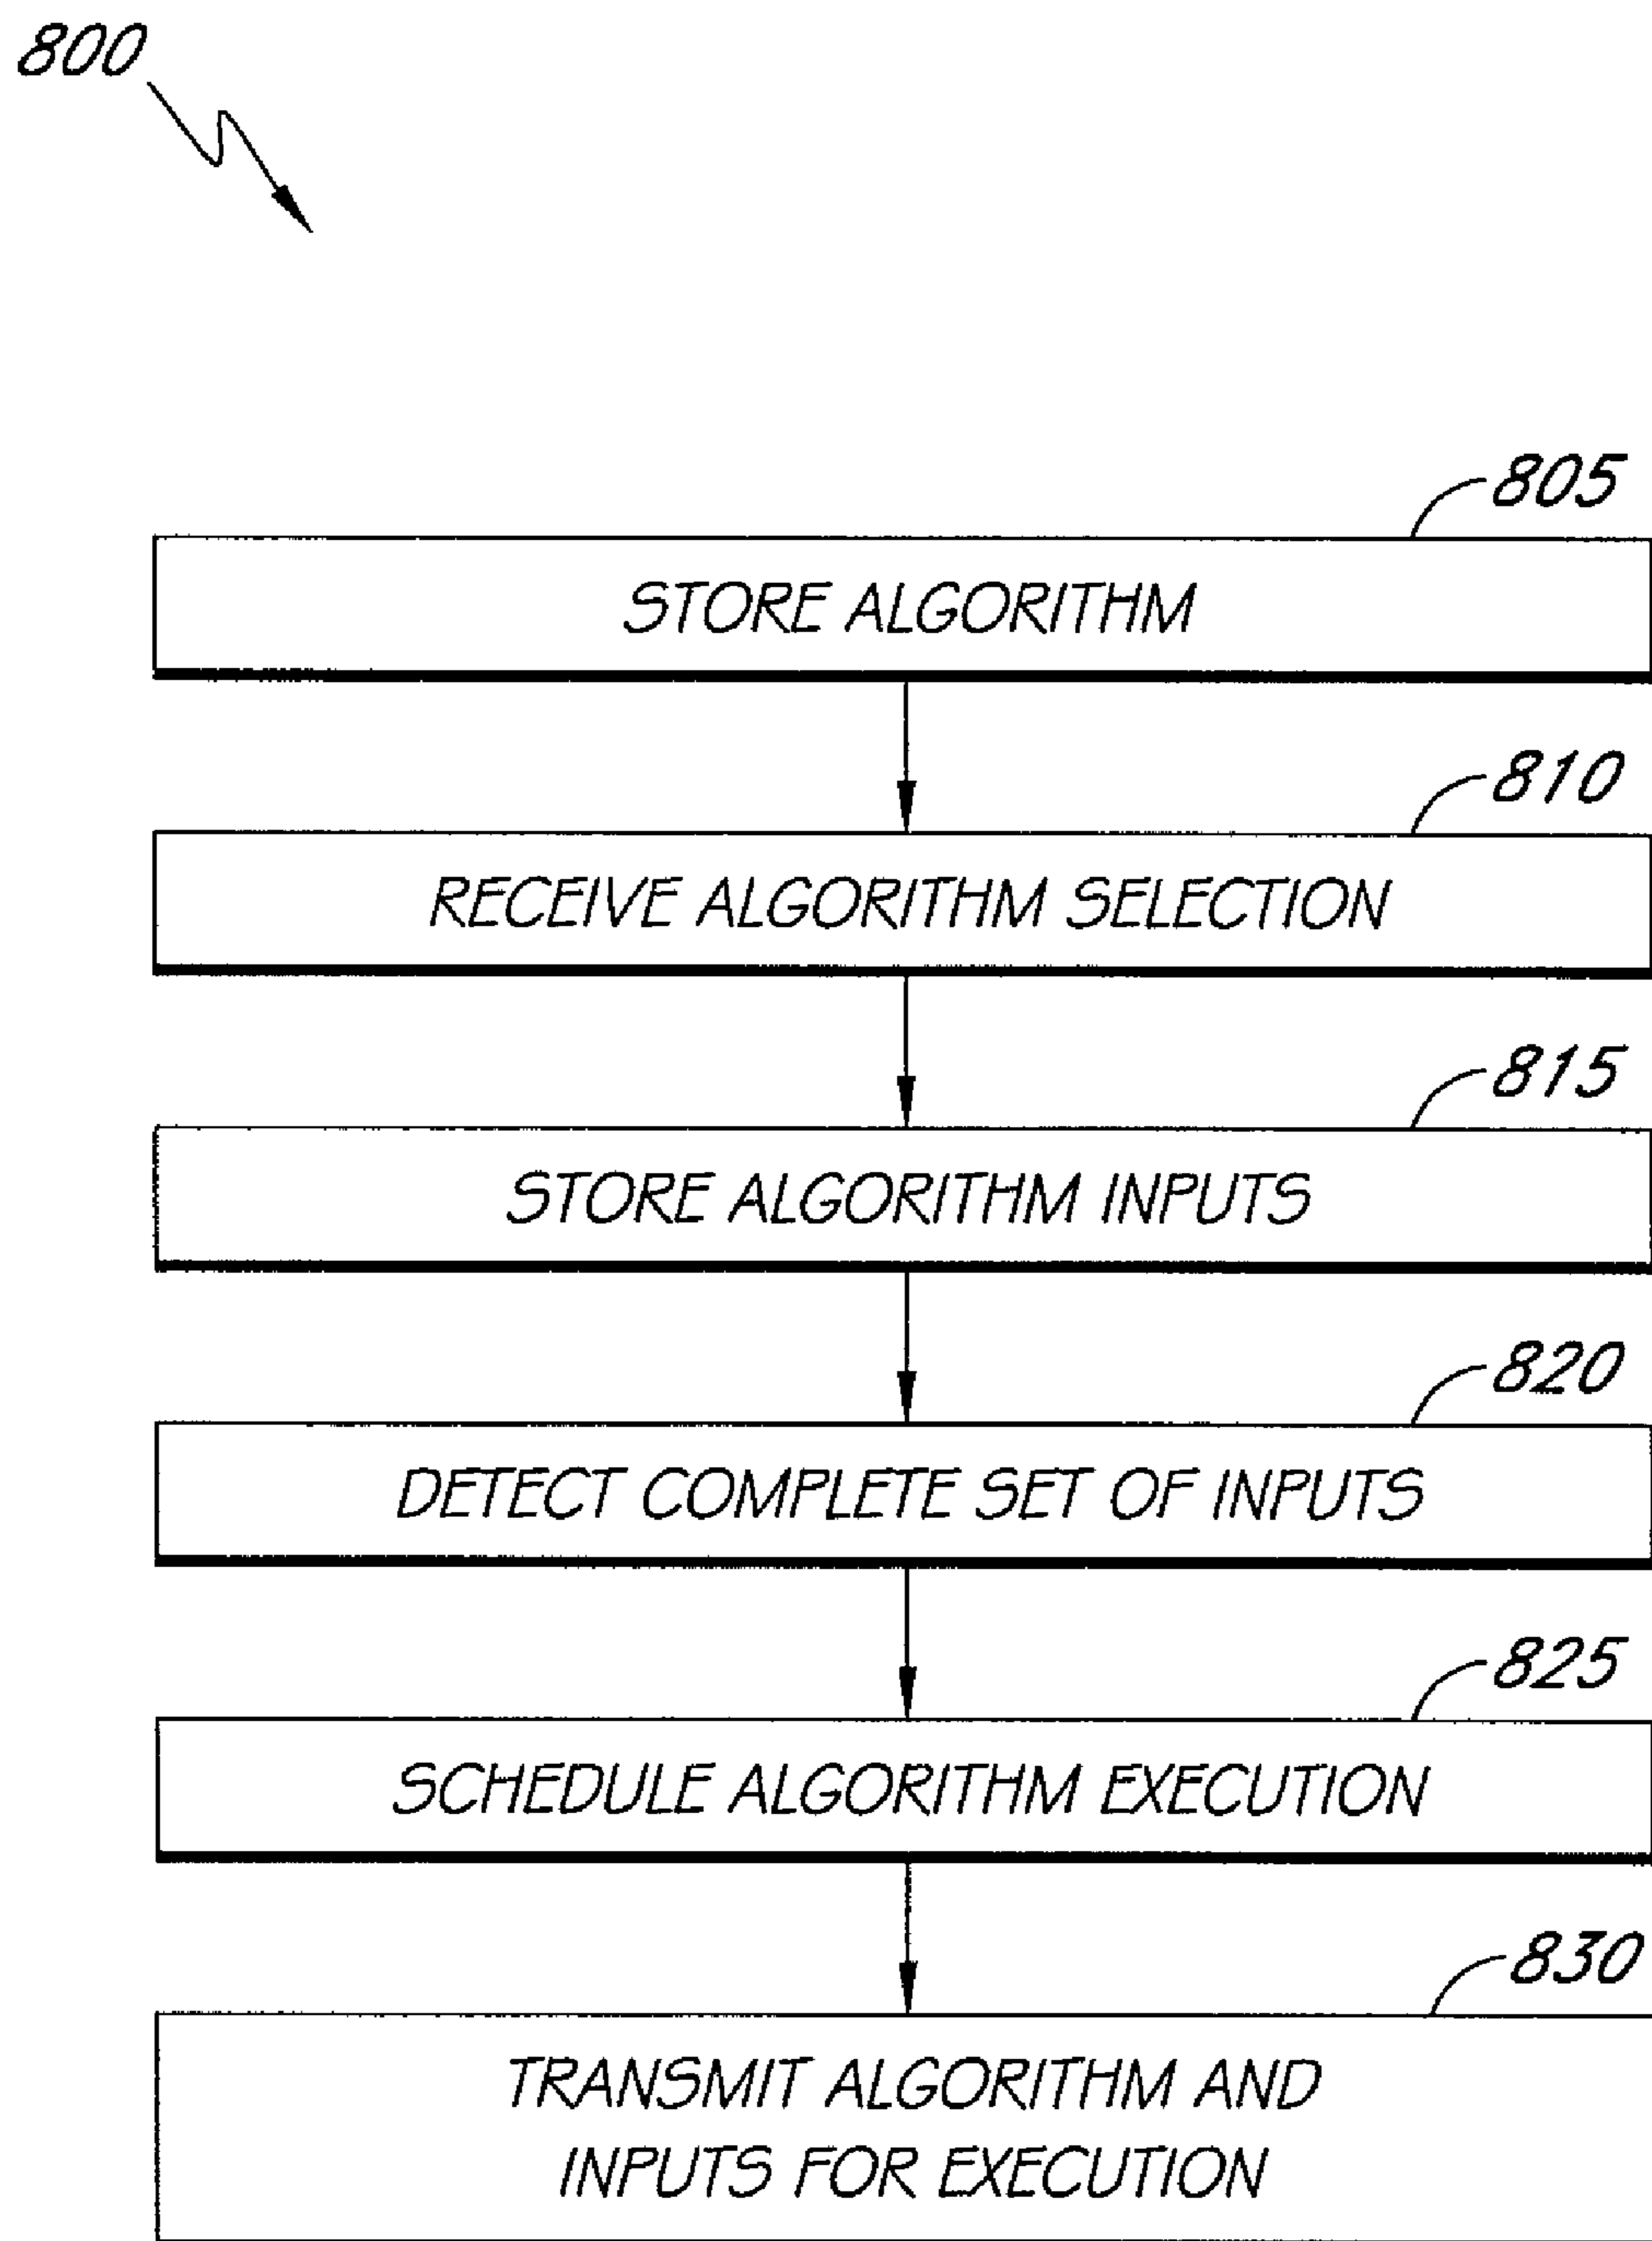 800
805
STORE ALGORITHM
810
RECEIVE ALGORITHM SELECTION
815
STORE ALGORITHM INPUTS
820
DETECT COMPLETE SET OF INPUTS
825
SCHEDULE ALGORITHM EXECUTION
830
TRANSMIT ALGORITHM AND
INPUTS FOR EXECUTION